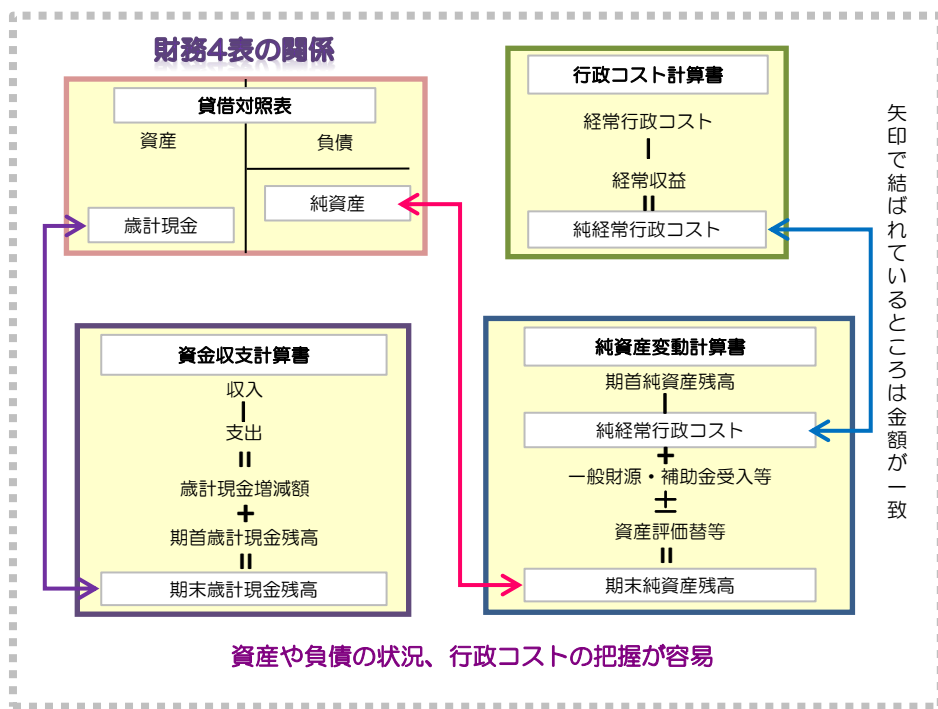 財務4表の関係
貸借対照表
資産
負債
純資産
歳計現金
行政コスト計算書
経常行政コスト
ー
経常収益
=
純経常行政コスト
矢印で結ばれているところは金額が一致
資金収支計算書
収入
ー
支出
=
歳計現金増減額
+
期首歳計現金残高
=
期末歳計現金残高
純資産変動計算書
期首純資産残高
ー
純経常行政コスト
+
一般財源・補助金受入等
±
資産評価替等
=
期末純資産残高
資産や負債の状況、行政コストの把握が容易